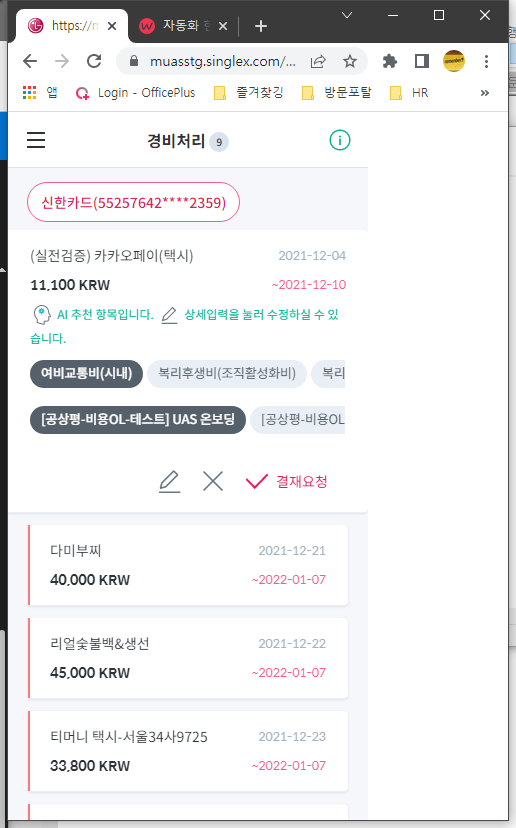 https://n
자동화 한
muasstg.singlex.com/...
앱
Login - OfficePlus
즐겨찾깅
방문포탈
HR
»
경비처리 9
신한카드(55257642****2359)
(실전검증) 카카오페이(택시) 2021-12-04
11,100 KRW ~2021-12-10
AI 추천 항목입니다. 상세입력을 눌러 수정하실 수 있
습니다.
여비교통비(시내) 복리후생비(조직활성화비) 복리
[공상평-비용OL-테스트] UAS 온보딩 [공상평-비용OL
결재요청
다미부찌 2021-12-21
40,000 KRW ~2022-01-07
리얼숯불백&생선 2021-12-22
45,000 KRW ~2022-01-07
티머니 택시-서울34사9725 2021-12-23
33,800 KRW ~2022-01-07